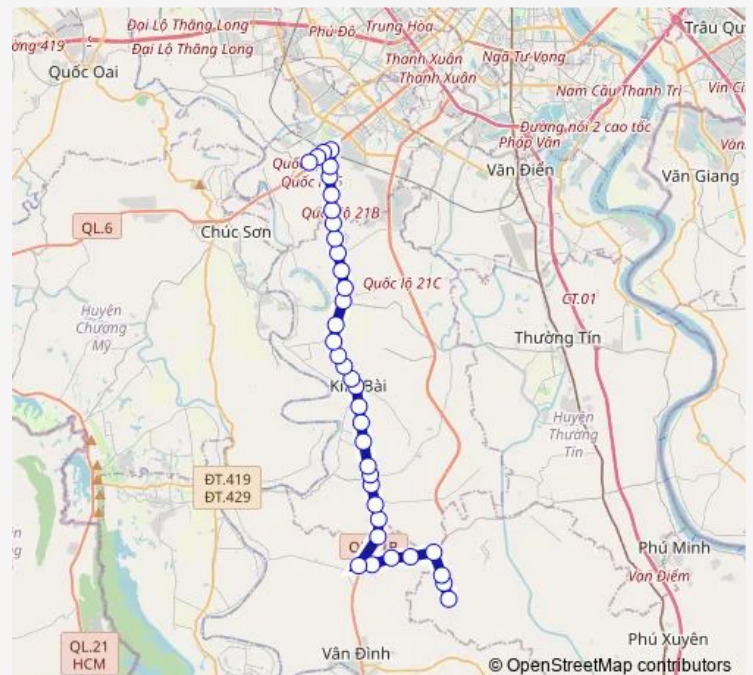 Đại Lộ Thăng Long
Trung Hòa
Trâu Qu
ờng 419
Đại Lộ Thăng Long
Phú Đô
Quốc Oai
Thanh Xuân
Thanh Xuân
Ngã Tư Vọng
Nam Cầu Thanh Trì
Vin Ci
Đường nối 2 cao tốc
Pháp Vân
Văn Điển
Văn Giang
QL.6
Chúc Sơn
Quốc lộ 21C
CT.01
Huyện
Chương
Mỹ
Thường Tín
Bài
Huyện
Thường
Tín
ĐT.419
ĐT.429
Phú Minh
Vạn Điểm
QL.21
HCM
Vân Đình
Phú Xuyên
© OpenStreetMap contributors